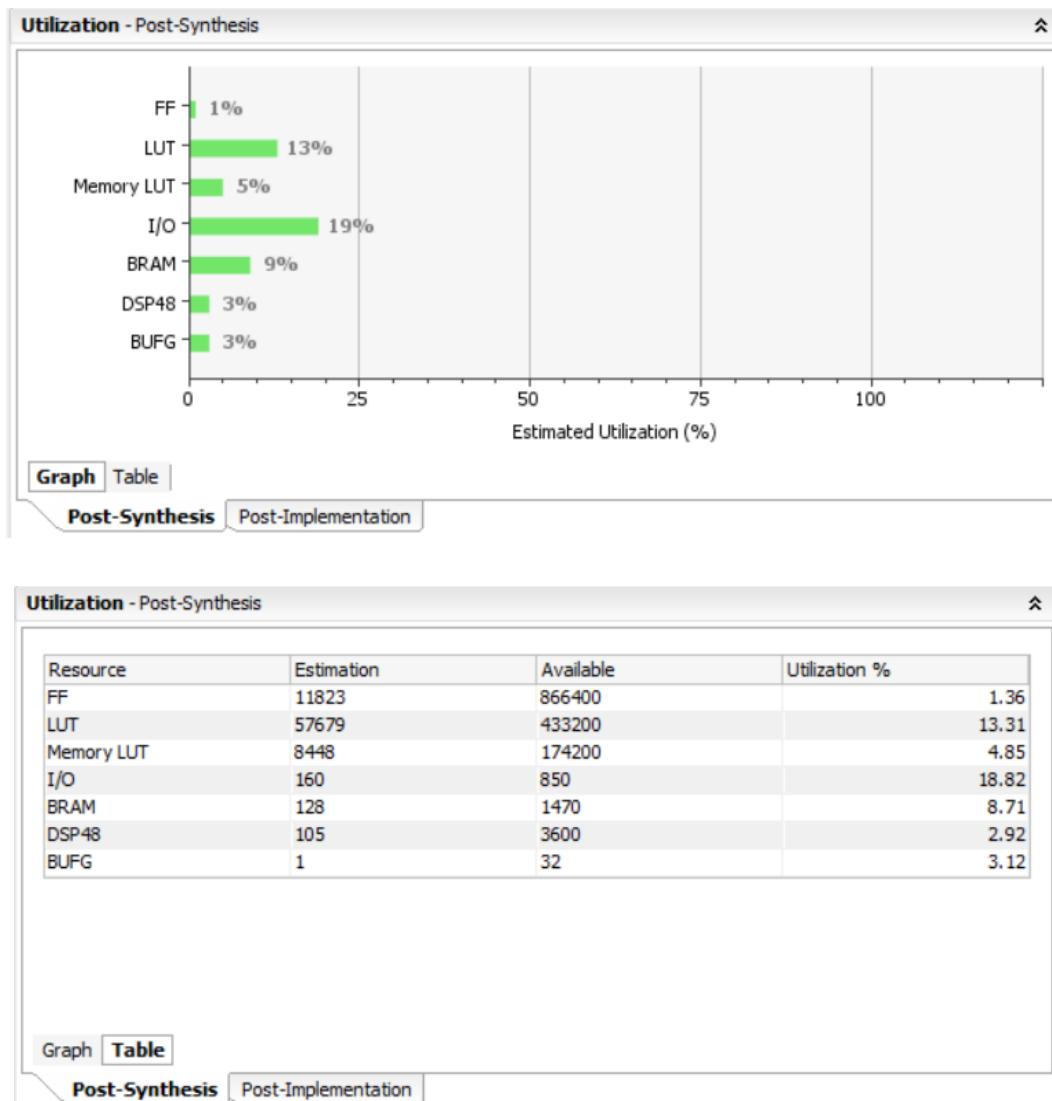 Utilization - Post-Synthesis
FF 1%
LUT 13%
Memory LUT 5%
I/O 19%
BRAM 9%
DSP48 3%
BUFG 3%
0 25 50 75 100
Estimated Utilization (%)
Graph Table
Post-Synthesis Post-Implementation
Utilization - Post-Synthesis
Resource Estimation Available Utilization %
FF 11823 866400 1.36
LUT 57679 433200 13.31
Memory LUT 8448 174200 4.85
I/O 160 850 18.82
BRAM 128 1470 8.71
DSP48 105 3600 2.92
BUFG 1 32 3.12
Graph Table
Post-Synthesis Post-Implementation